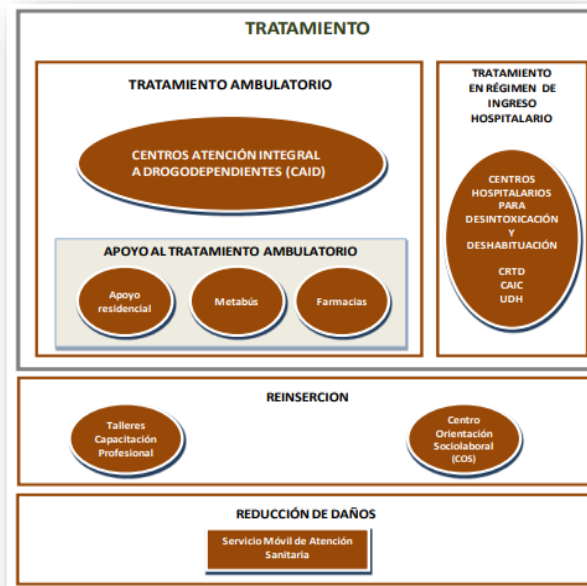 TRATAMIENTO
TRATAMIENTO AMBULATORIO
CENTROS ATENCIÓN INTEGRAL
A DROGODEPENDIENTES (CAID)
APOYO AL TRATAMIENTO AMBULATORIO
Apoyo
residencial
Metabús
Farmacias
TRATAMIENTO
EN RÉGIMEN DE
INGRESO
HOSPITALARIO
CENTROS
HOSPITALARIOS
PARA
DESINTOXICACIÓN
Y
DESHABITUACIÓN
CRTD
CAIC
UDH
REINSERCION
Talleres
Capacitación
Profesional
Centro
Orientación
Sociolaboral
(COS)
REDUCCIÓN DE DAÑOS
Servicio Móvil de Atención
Sanitaria